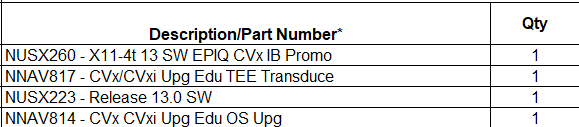 Description/Part Number* Qty
NUSX260 - X11-4t 13 SW EPIQ CVx IB Promo 1
NNAV817 - CVx/CVxi Upg Edu TEE Transduce 1
NUSX223 - Release 13.0 SW 1
NNAV814 - CVx CVxi Upg Edu OS Upg 1